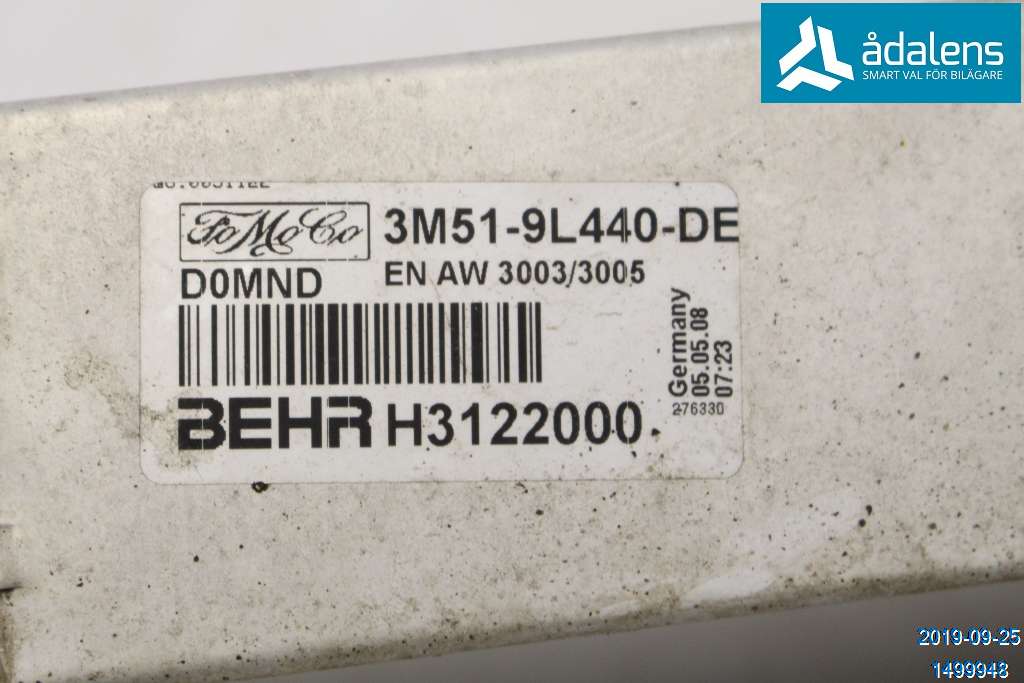 ådalens
SMART VAL FÖR BILÄGARE
FoMoCo
3M51-9L440-DE
D0MND
EN AW 3003/3005
BEHR H3122000
Germany
05.05.08
07:23
276330
2019-09-25
1499948